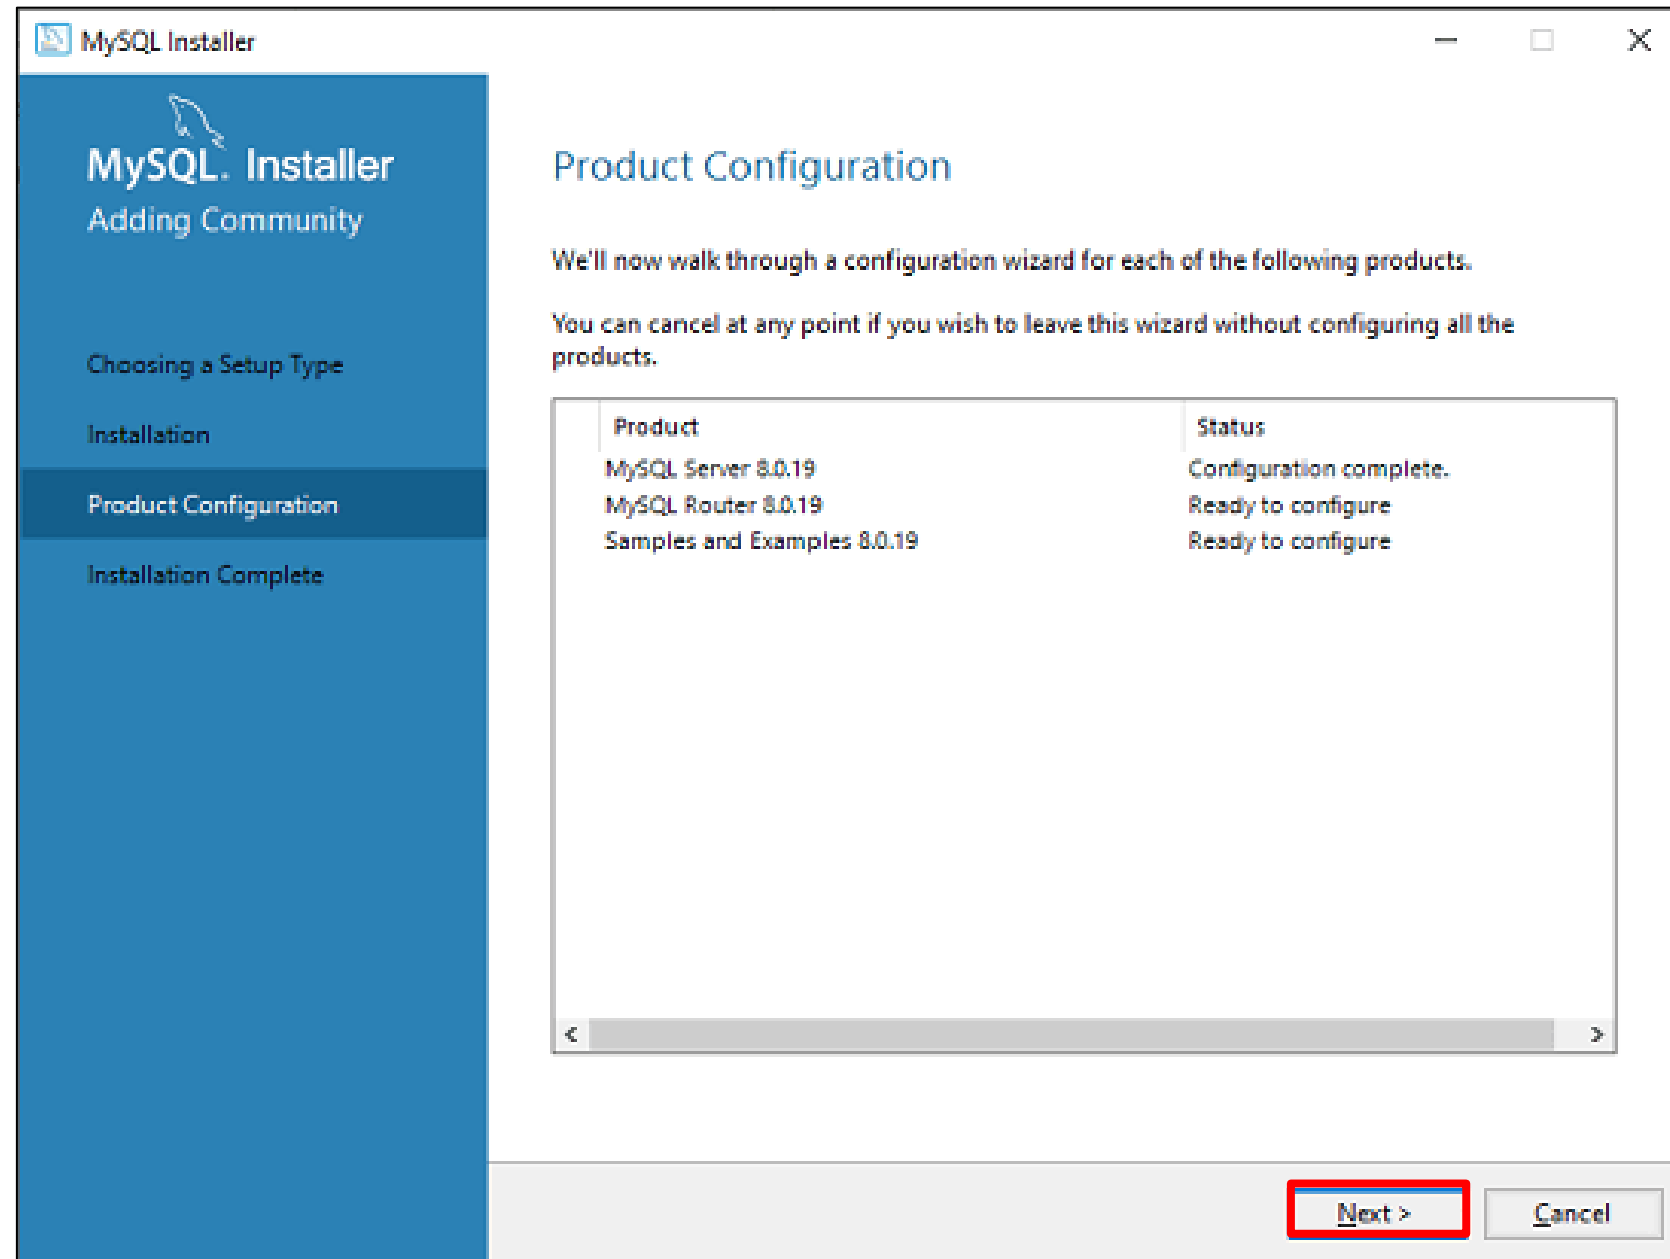 MySQL Installer
MySQL. Installer
Adding Community
Choosing a Setup Type
Installation
Product Configuration
Installation Complete
Product Configuration
We'll now walk through a configuration wizard for each of the following products.
You can cancel at any point if you wish to leave this wizard without configuring all the
products.
Product Status
MySQL Server 8.0.19 Configuration complete.
MySQL Router 8.0.19 Ready to configure
Samples and Examples 8.0.19 Ready to configure
Next > Cancel